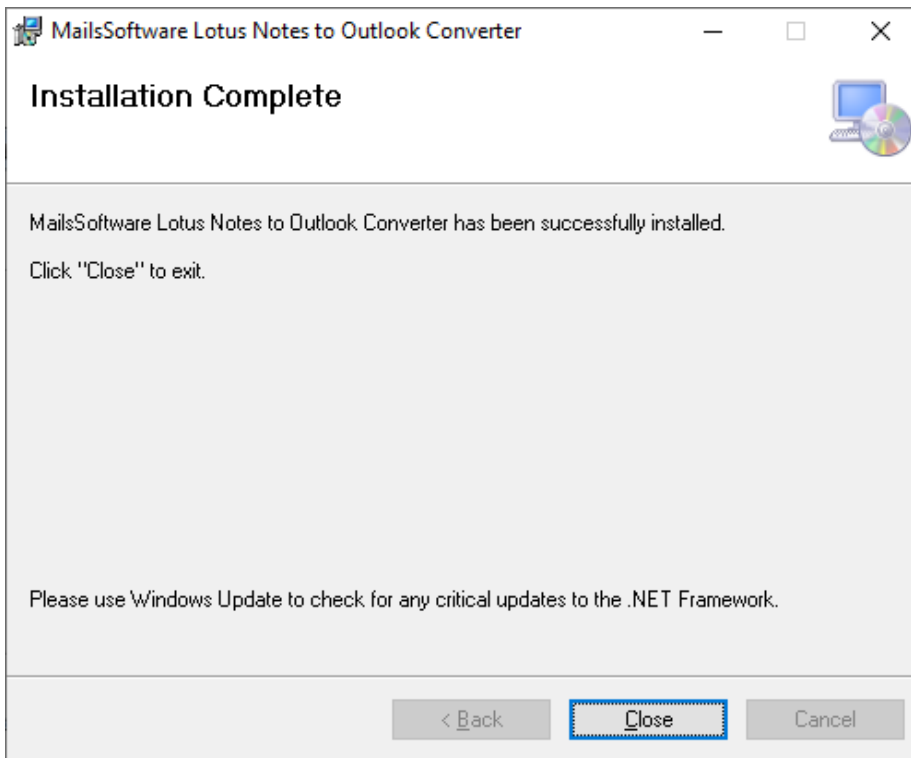 MailsSoftware Lotus Notes to Outlook Converter
Installation Complete
MailsSoftware Lotus Notes to Outlook Converter has been successfully installed.
Click "Close" to exit.
Please use Windows Update to check for any critical updates to the .NET Framework.
< Back
Close
Cancel